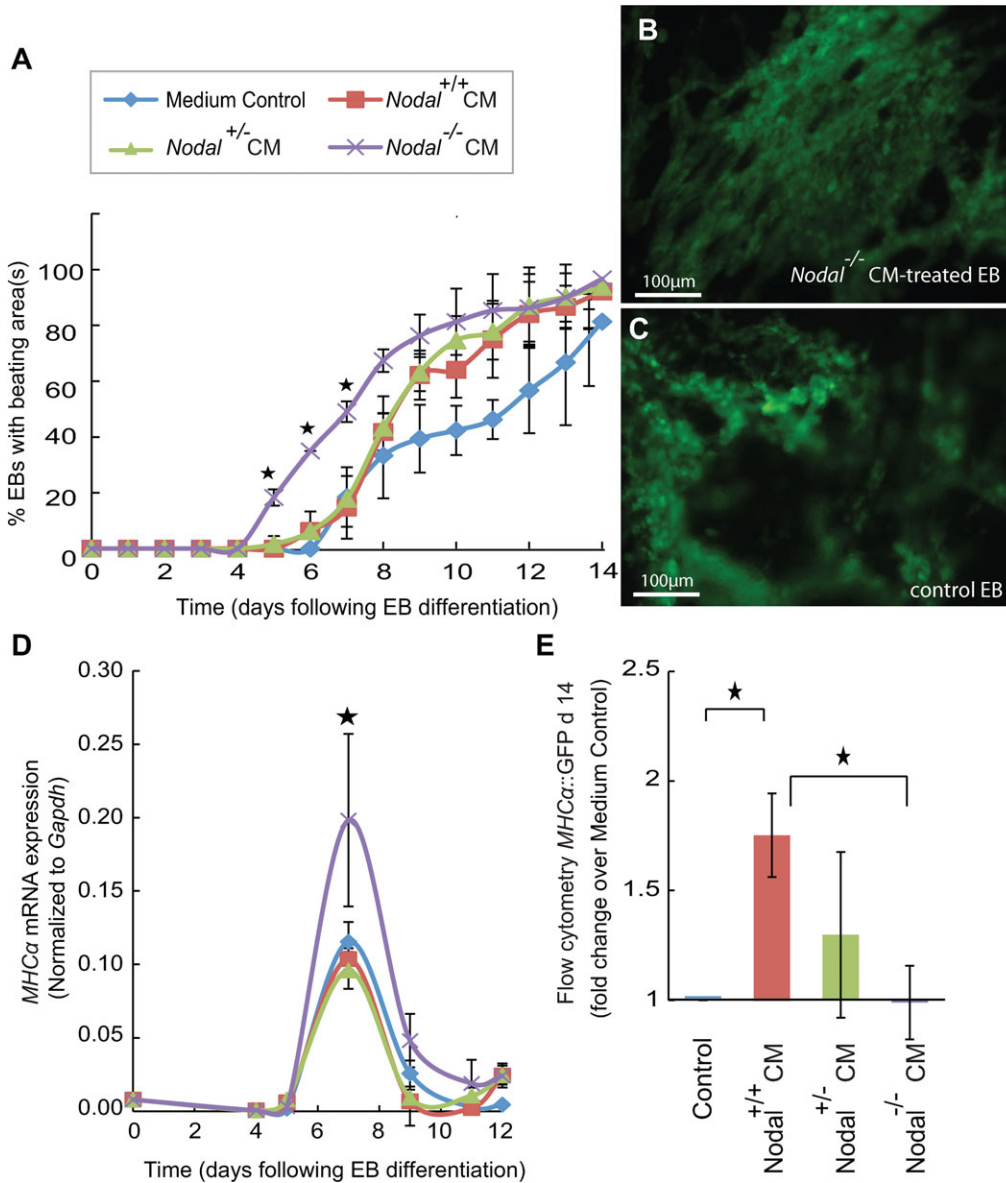 A
Medium Control
Nodal +/+ CM
Nodal +/- CM
Nodal -/- CM
% EBs with beating area(s)
100
80
60
40
20
0
0 2 4 6 8 10 12 14
Time (days following EB differentiation)
B
Nodal -/- CM-treated EB
100µm
C
control EB
100µm
D
MHCα mRNA expression
(Normalized to Gapdh)
0.30
0.25
0.20
0.15
0.10
0.05
0.00
0 2 4 6 8 10 12
Time (days following EB differentiation)
E
Flow cytometry MHCα::GFP d 14
(fold change over Medium Control)
2.5
2
1.5
1
Control
Nodal +/+ CM
Nodal +/- CM
Nodal -/- CM